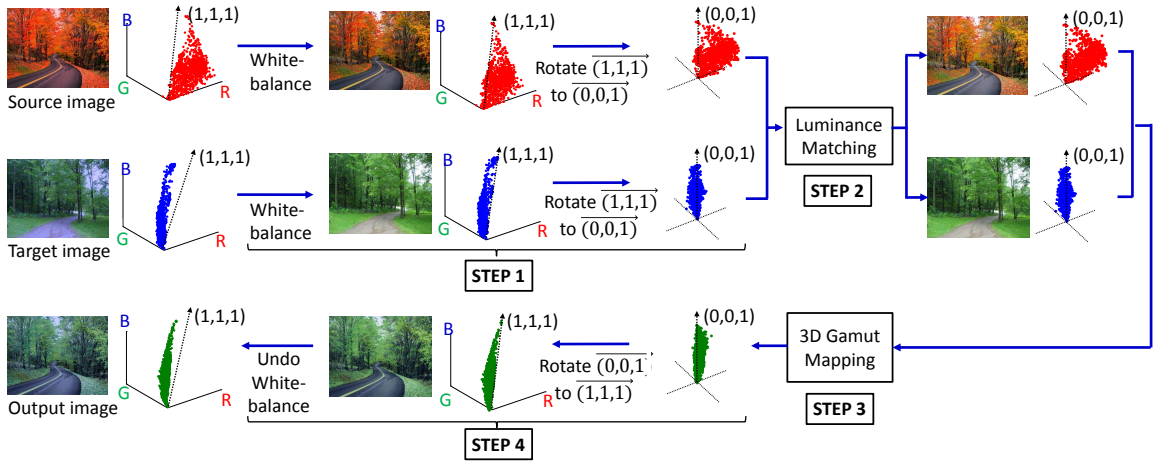 B
(1,1,1)
G
R
Source image
White-
balance
B
(1,1,1)
G
R
Rotate (1,1,1)
to (0,0,1)
(0,0,1)
Luminance
Matching
STEP 2
(0,0,1)
B
(1,1,1)
G
R
Target image
White-
balance
B
(1,1,1)
G
R
Rotate (1,1,1)
to (0,0,1)
(0,0,1)
(0,0,1)
STEP 1
B
(1,1,1)
G
R
Output image
Undo
White-
balance
B
(1,1,1)
G
R
Rotate (0,0,1)
to (1,1,1)
(0,0,1)
3D Gamut
Mapping
STEP 3
STEP 4